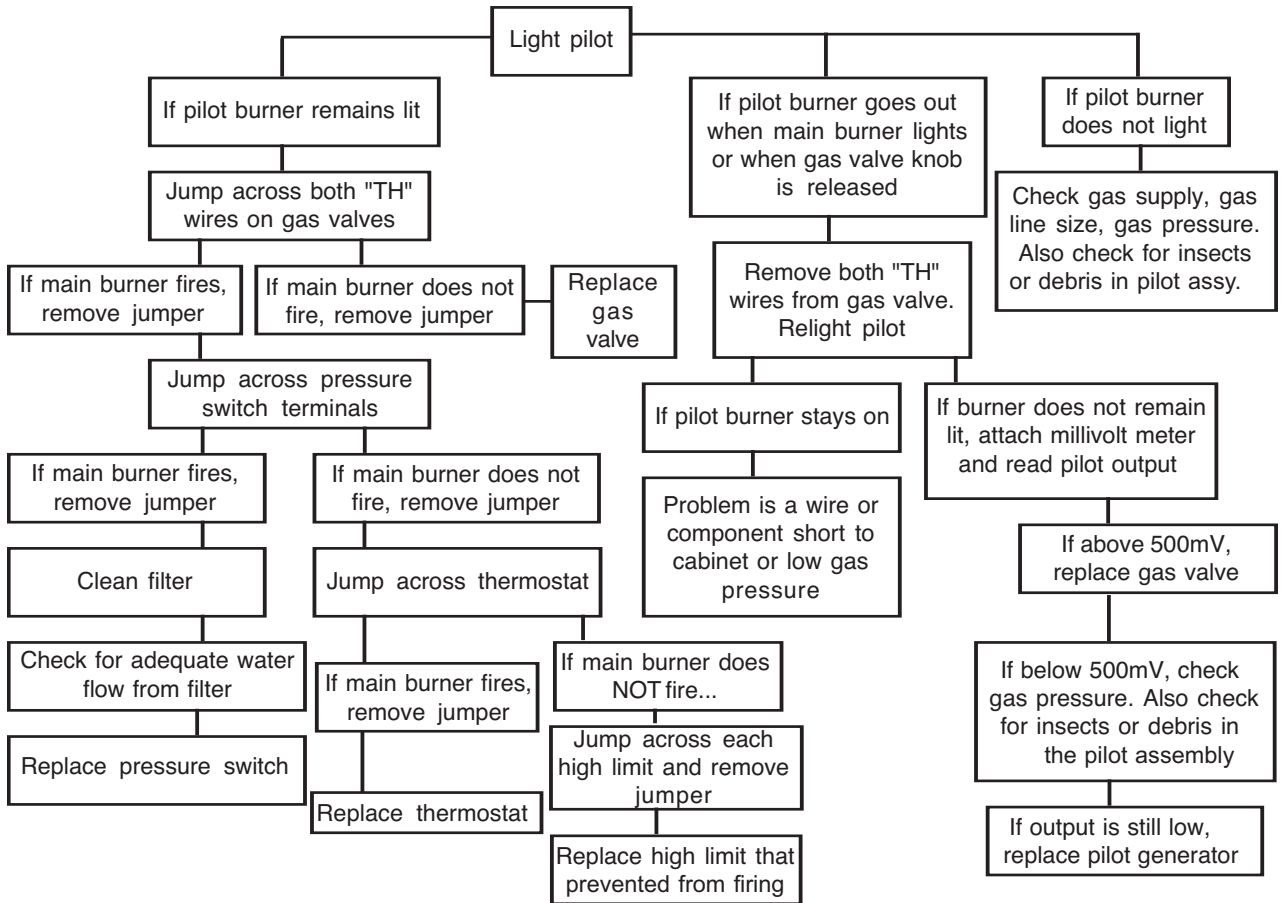 Light pilot
If pilot burner remains lit
If pilot burner goes out
when main burner lights
or when gas valve knob
is released
If pilot burner
does not light
Jump across both "TH"
wires on gas valves
Check gas supply, gas
line size, gas pressure.
Also check for insects
or debris in pilot assy.
If main burner fires,
remove jumper
If main burner does not
fire, remove jumper
Replace
gas
valve
Remove both "TH"
wires from gas valve.
Relight pilot
Jump across pressure
switch terminals
If pilot burner stays on
If burner does not remain
lit, attach millivolt meter
and read pilot output
If main burner fires,
remove jumper
If main burner does not
fire, remove jumper
Problem is a wire or
component short to
cabinet or low gas
pressure
If above 500mV,
replace gas valve
Clean filter
Jump across thermostat
Check for adequate water
flow from filter
If main burner fires,
remove jumper
If main burner does
NOT fire...
If below 500mV, check
gas pressure. Also check
for insects or debris in
the pilot assembly
Replace pressure switch
Jump across each
high limit and remove
jumper
Replace thermostat
If output is still low,
replace pilot generator
Replace high limit that
prevented from firing